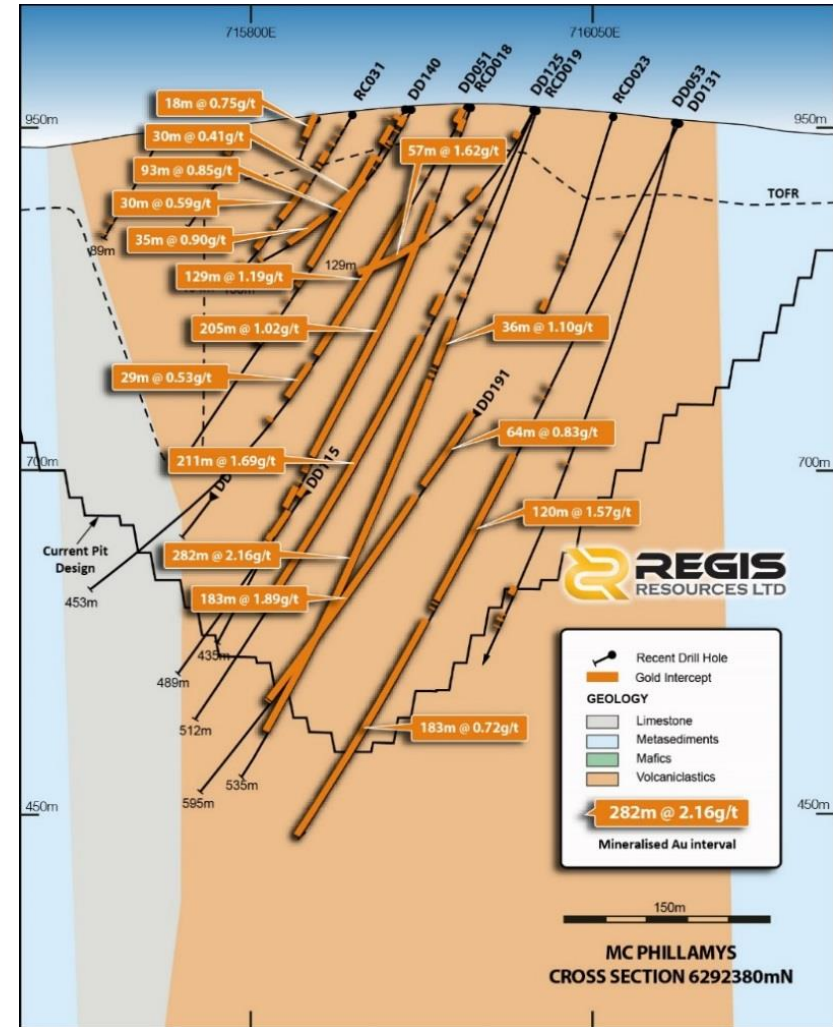 715800E
716050E
RC031
DD140
DD051
RCD018
DD125
RCD019
RCD023
DD053
DD131
950m
950m
18m @ 0.75g/t
30m @ 0.41g/t
57m @ 1.62g/t
93m @ 0.85g/t
TOFR
30m @ 0.59g/t
35m @ 0.90g/t
89m
129m
129m @ 1.19g/t
205m @ 1.02g/t
36m @ 1.10g/t
29m @ 0.53g/t
DD191
64m @ 0.83g/t
211m @ 1.69g/t
700m
700m
DD115
DD
120m @ 1.57g/t
Current Pit
Design
282m @ 2.16g/t
REGIS
RESOURCES LTD
453m
183m @ 1.89g/t
435m
489m
512m
535m
595m
183m @ 0.72g/t
Recent Drill Hole
Gold Intercept
GEOLOGY
Limestone
Metasediments
Mafics
Volcaniclastics
282m @ 2.16g/t
Mineralised Au interval
450m
450m
150m
MC PHILLAMYS
CROSS SECTION 6292380mN